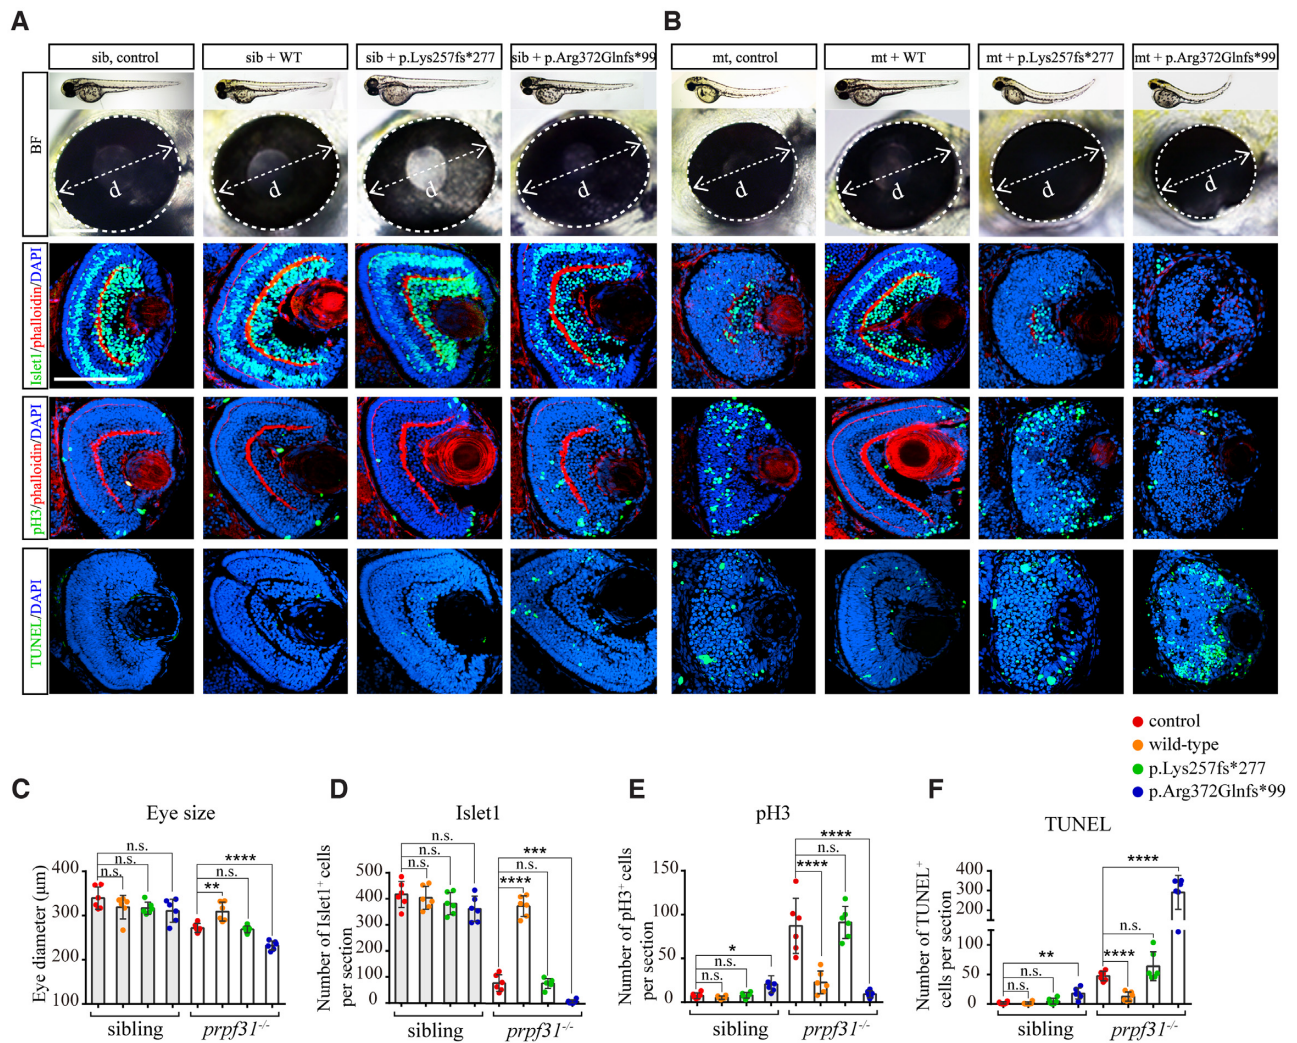 A
B
sib, control
sib + WT
sib + p.Lys257fs*277
sib + p.Arg372Glnfs*99
mt, control
mt + WT
mt + p.Lys257fs*277
mt + p.Arg372Glnfs*99
BF
d
d
d
d
d
d
d
d
Islet1/phalloidin/DAPI
pH3/phalloidin/DAPI
TUNEL/DAPI
control
wild-type
p.Lys257fs*277
p.Arg372Glnfs*99
C
Eye size
Eye diameter (μm)
400
300
200
100
n.s.
n.s.
n.s.
****
n.s.
**
sibling
prpf31-/-
D
Islet1
Number of Islet1+ cells
per section
500
400
300
200
100
0
n.s.
n.s.
n.s.
***
n.s.
****
sibling
prpf31-/-
E
pH3
Number of pH3+ cells
per section
150
100
50
0
*
n.s.
n.s.
****
n.s.
****
sibling
prpf31-/-
F
TUNEL
Number of TUNEL+
cells per section
400
300
200
100
50
0
**
n.s.
n.s.
****
n.s.
****
sibling
prpf31-/-